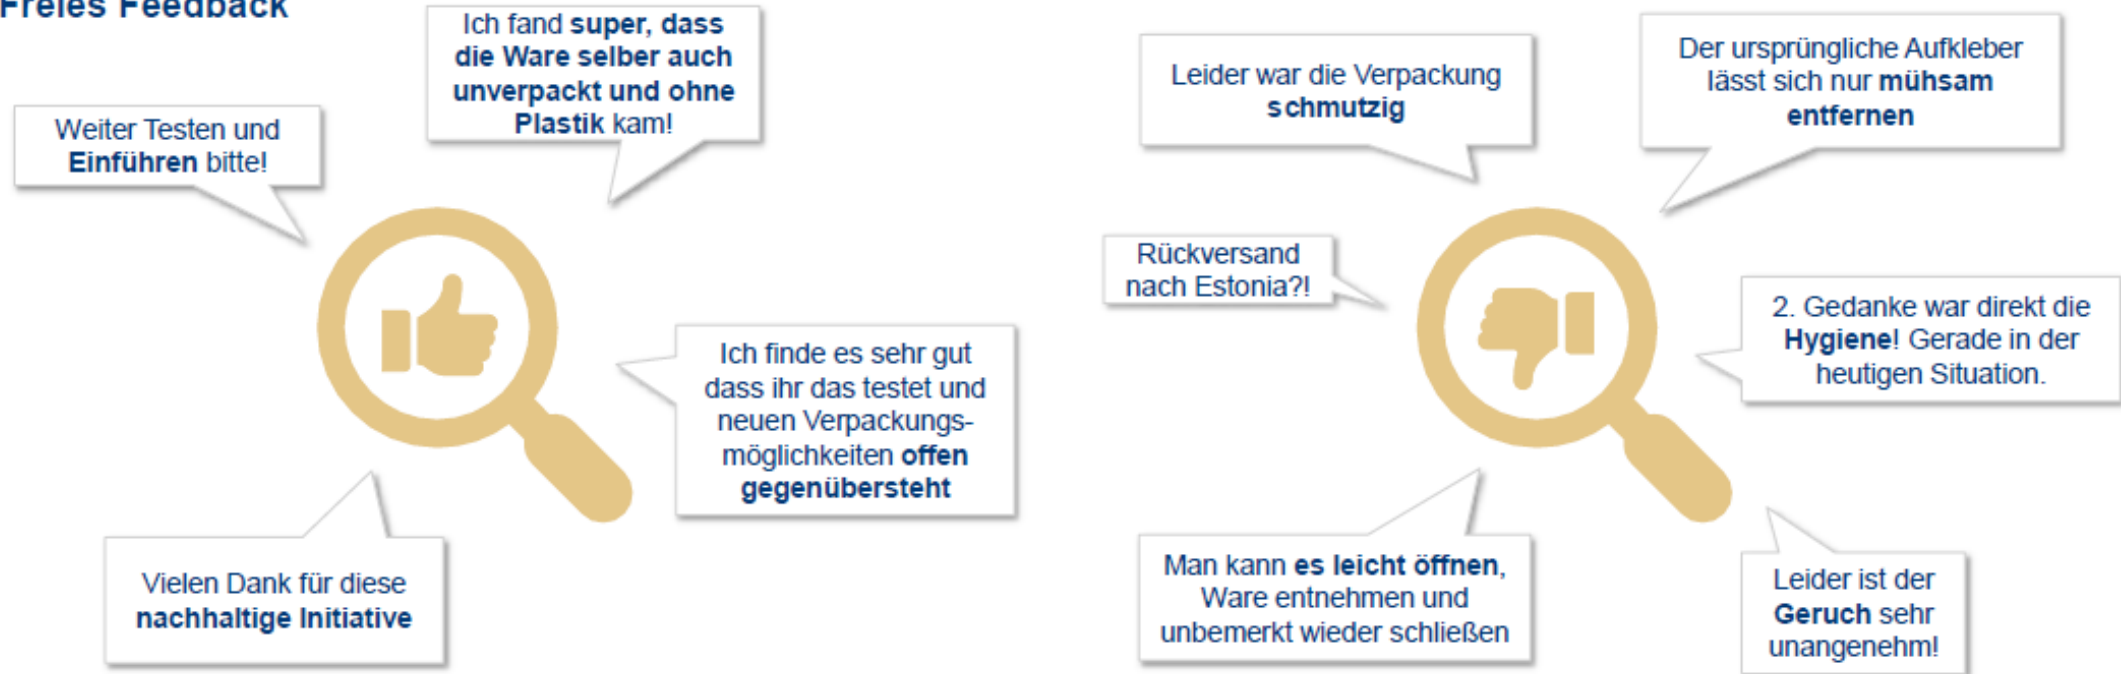 Freies Feedback
Ich fand super, dass
die Ware selber auch
unverpackt und ohne
Plastik kam!
Weiter Testen und
Einführen bitte!
Ich finde es sehr gut
dass ihr das testet und
neuen Verpackungs-
möglichkeiten offen
gegenübersteht
Vielen Dank für diese
nachhaltige Initiative
Leider war die Verpackung
schmutzig
Der ursprüngliche Aufkleber
lässt sich nur mühsam
entfernen
Rückversand
nach Estonia?!
2. Gedanke war direkt die
Hygiene! Gerade in der
heutigen Situation.
Man kann es leicht öffnen,
Ware entnehmen und
unbemerkt wieder schließen
Leider ist der
Geruch sehr
unangenehm!